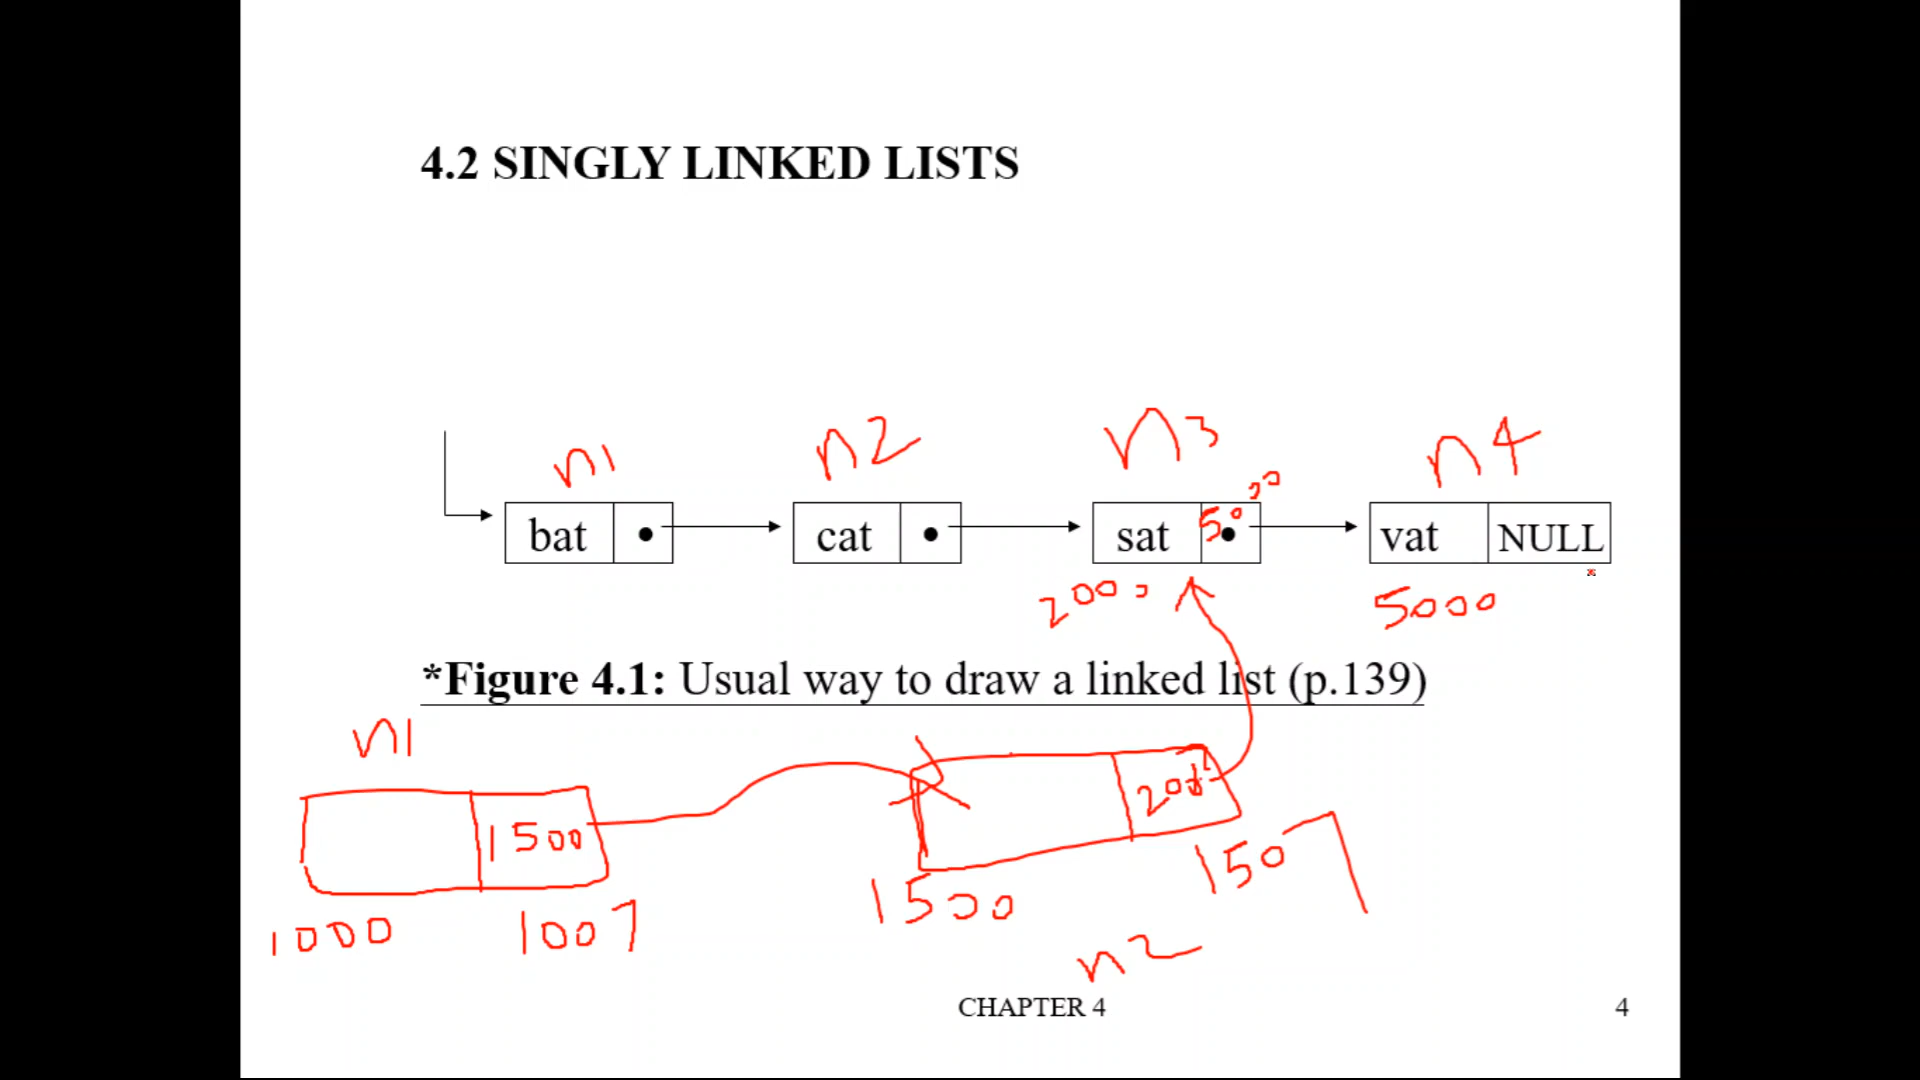 4.2 SINGLY LINKED LISTS
n1 n2 n3 n4
5000
bat cat sat vat NULL
2000 5000
*Figure 4.1: Usual way to draw a linked list (p.139)
n1
1500 2000
1000 1007 1500 1507
n2
CHAPTER 4 4